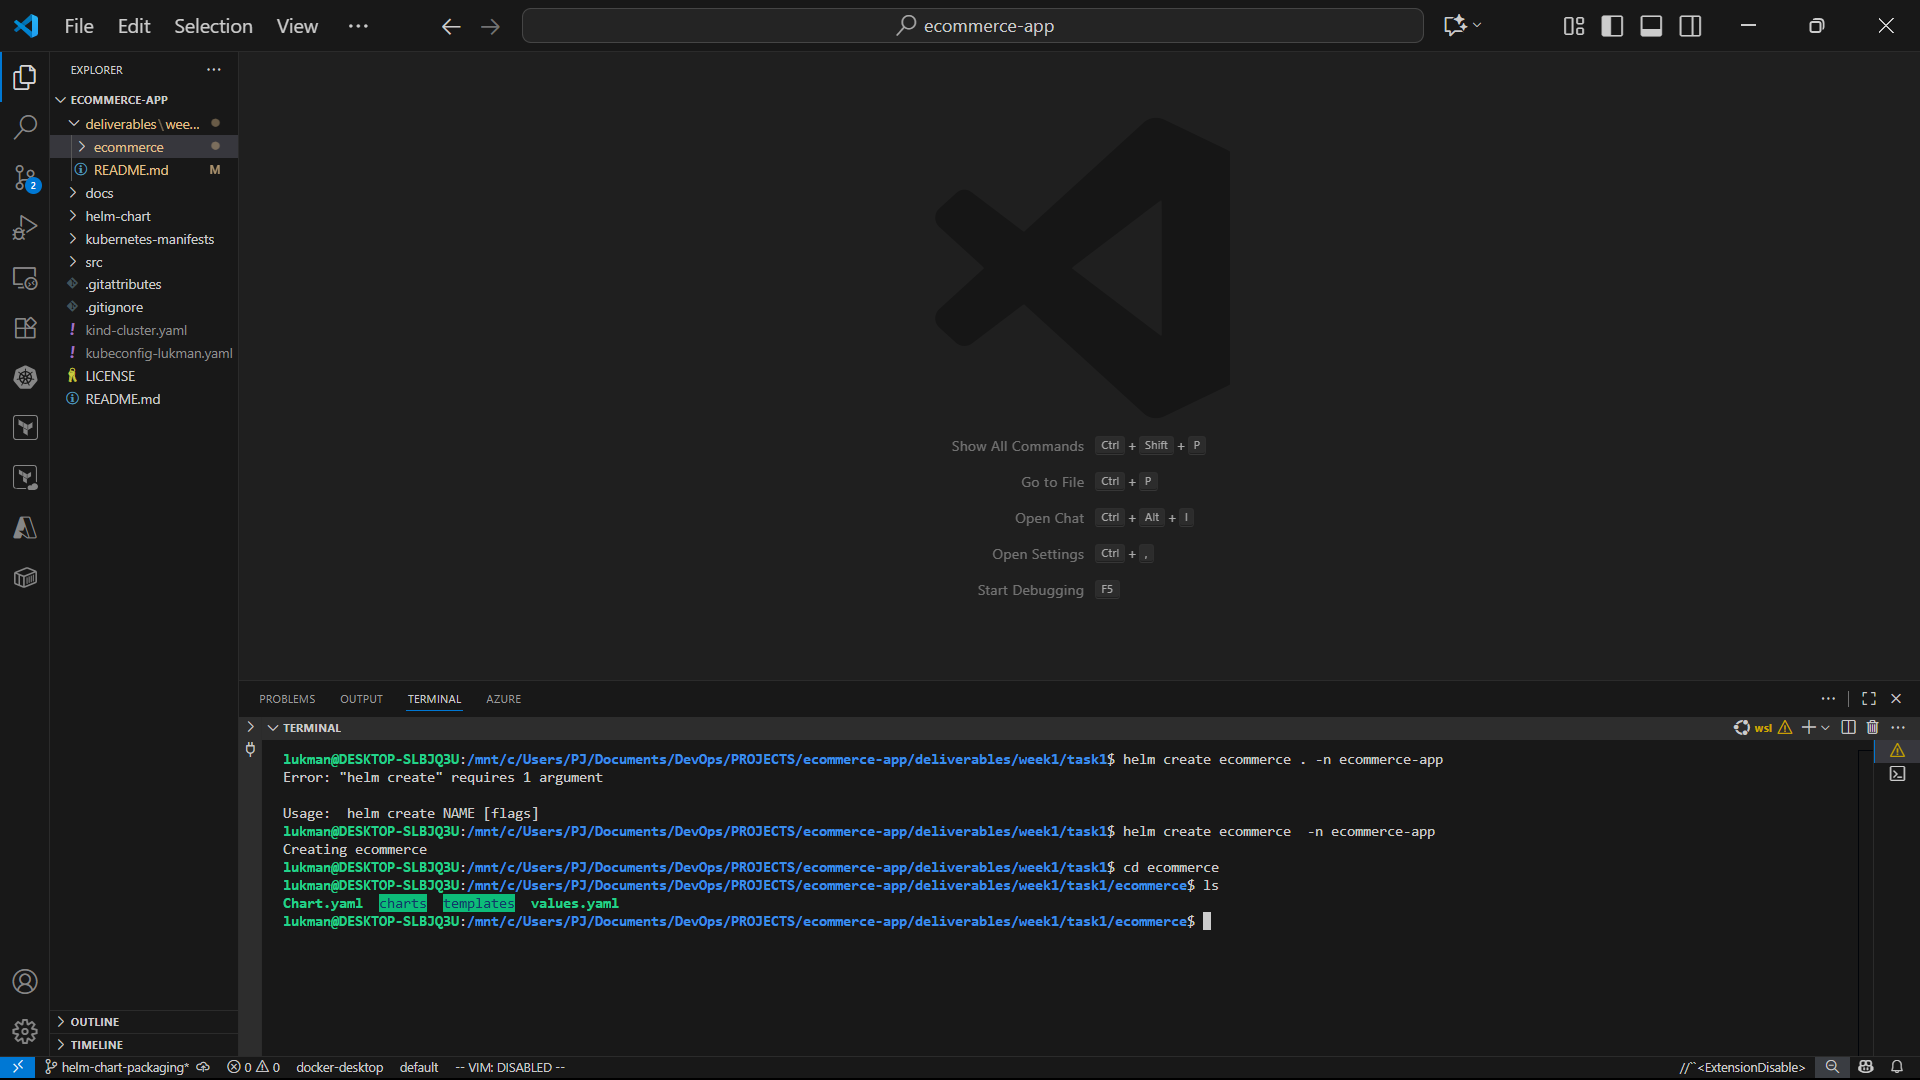 File Edit Selection View ···
ecommerce-app
EXPLORER ···
ECOMMERCE-APP
deliverables\wee...
ecommerce
README.md M
docs
helm-chart
kubernetes-manifests
src
.gitattributes
.gitignore
! kind-cluster.yaml
! kubeconfig-lukman.yaml
LICENSE
README.md
2
Show All Commands Ctrl + Shift + P
Go to File Ctrl + P
Open Chat Ctrl + Alt + I
Open Settings Ctrl + ,
Start Debugging F5
PROBLEMS OUTPUT TERMINAL AZURE
TERMINAL
wsl
lukman@DESKTOP-SLBJQ3U:/mnt/c/Users/PJ/Documents/DevOps/PROJECTS/ecommerce-app/deliverables/week1/task1$ helm create ecommerce . -n ecommerce-app
Error: "helm create" requires 1 argument
Usage:  helm create NAME [flags]
lukman@DESKTOP-SLBJQ3U:/mnt/c/Users/PJ/Documents/DevOps/PROJECTS/ecommerce-app/deliverables/week1/task1$ helm create ecommerce  -n ecommerce-app
Creating ecommerce
lukman@DESKTOP-SLBJQ3U:/mnt/c/Users/PJ/Documents/DevOps/PROJECTS/ecommerce-app/deliverables/week1/task1$ cd ecommerce
lukman@DESKTOP-SLBJQ3U:/mnt/c/Users/PJ/Documents/DevOps/PROJECTS/ecommerce-app/deliverables/week1/task1/ecommerce$ ls
Chart.yaml  charts  templates  values.yaml
lukman@DESKTOP-SLBJQ3U:/mnt/c/Users/PJ/Documents/DevOps/PROJECTS/ecommerce-app/deliverables/week1/task1/ecommerce$
OUTLINE
TIMELINE
helm-chart-packaging* 0 0 docker-desktop default -- VIM: DISABLED -- //¯<ExtensionDisable>